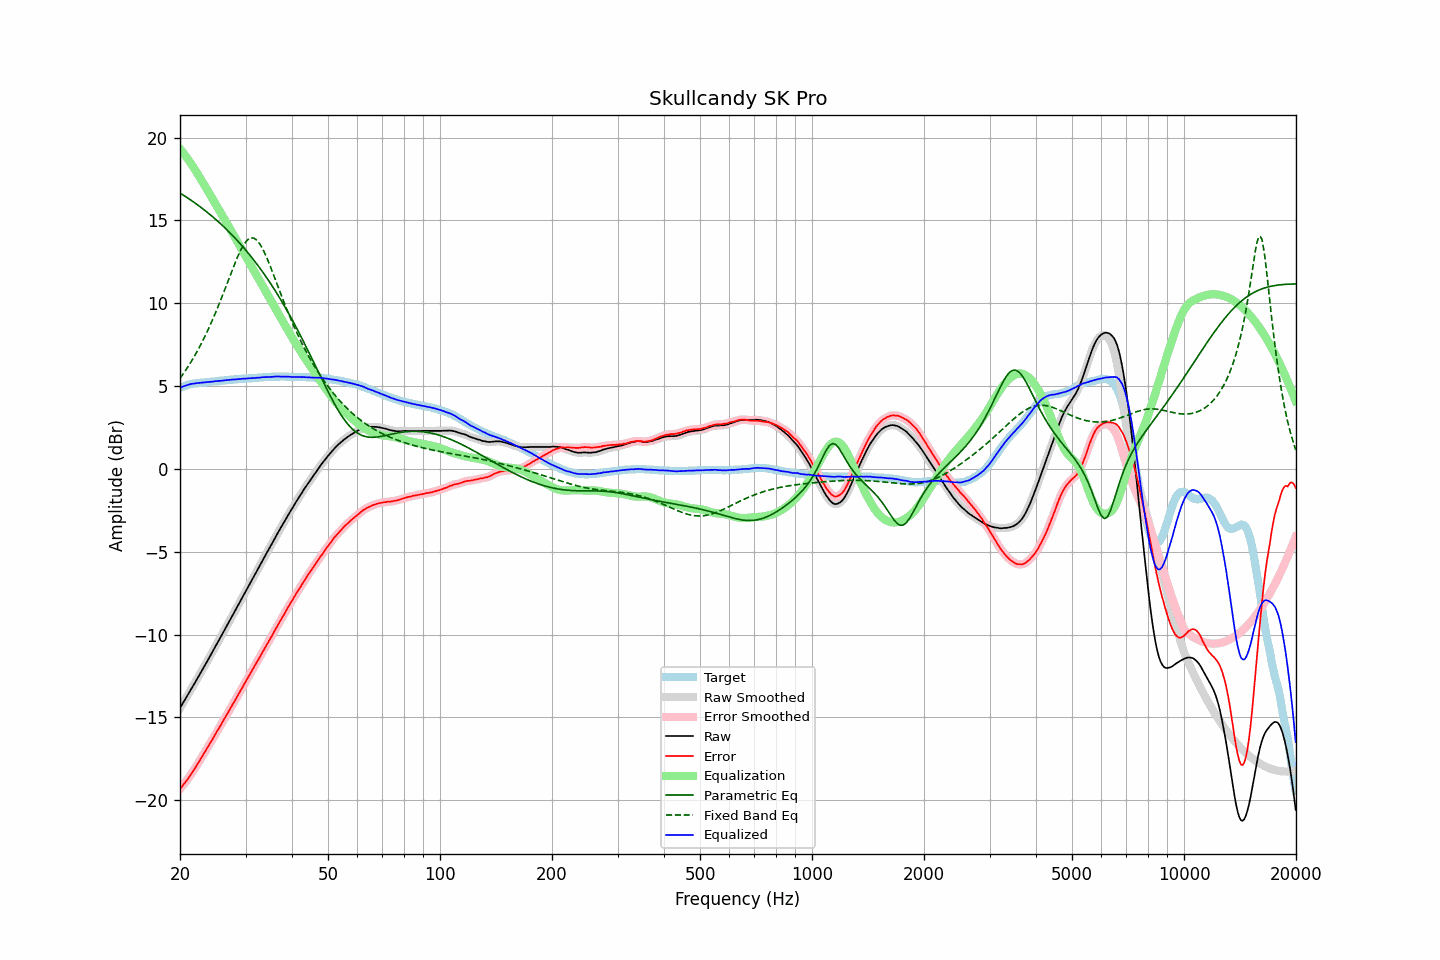 Skullcandy SK Pro
20
15
10
5
0
−5
−10
−15
−20
Amplitude (dBr)
Target
Raw Smoothed
Error Smoothed
Raw
Error
Equalization
Parametric Eq
Fixed Band Eq
Equalized
20 50 100 200 500 1000 2000 5000 10000 20000
Frequency (Hz)